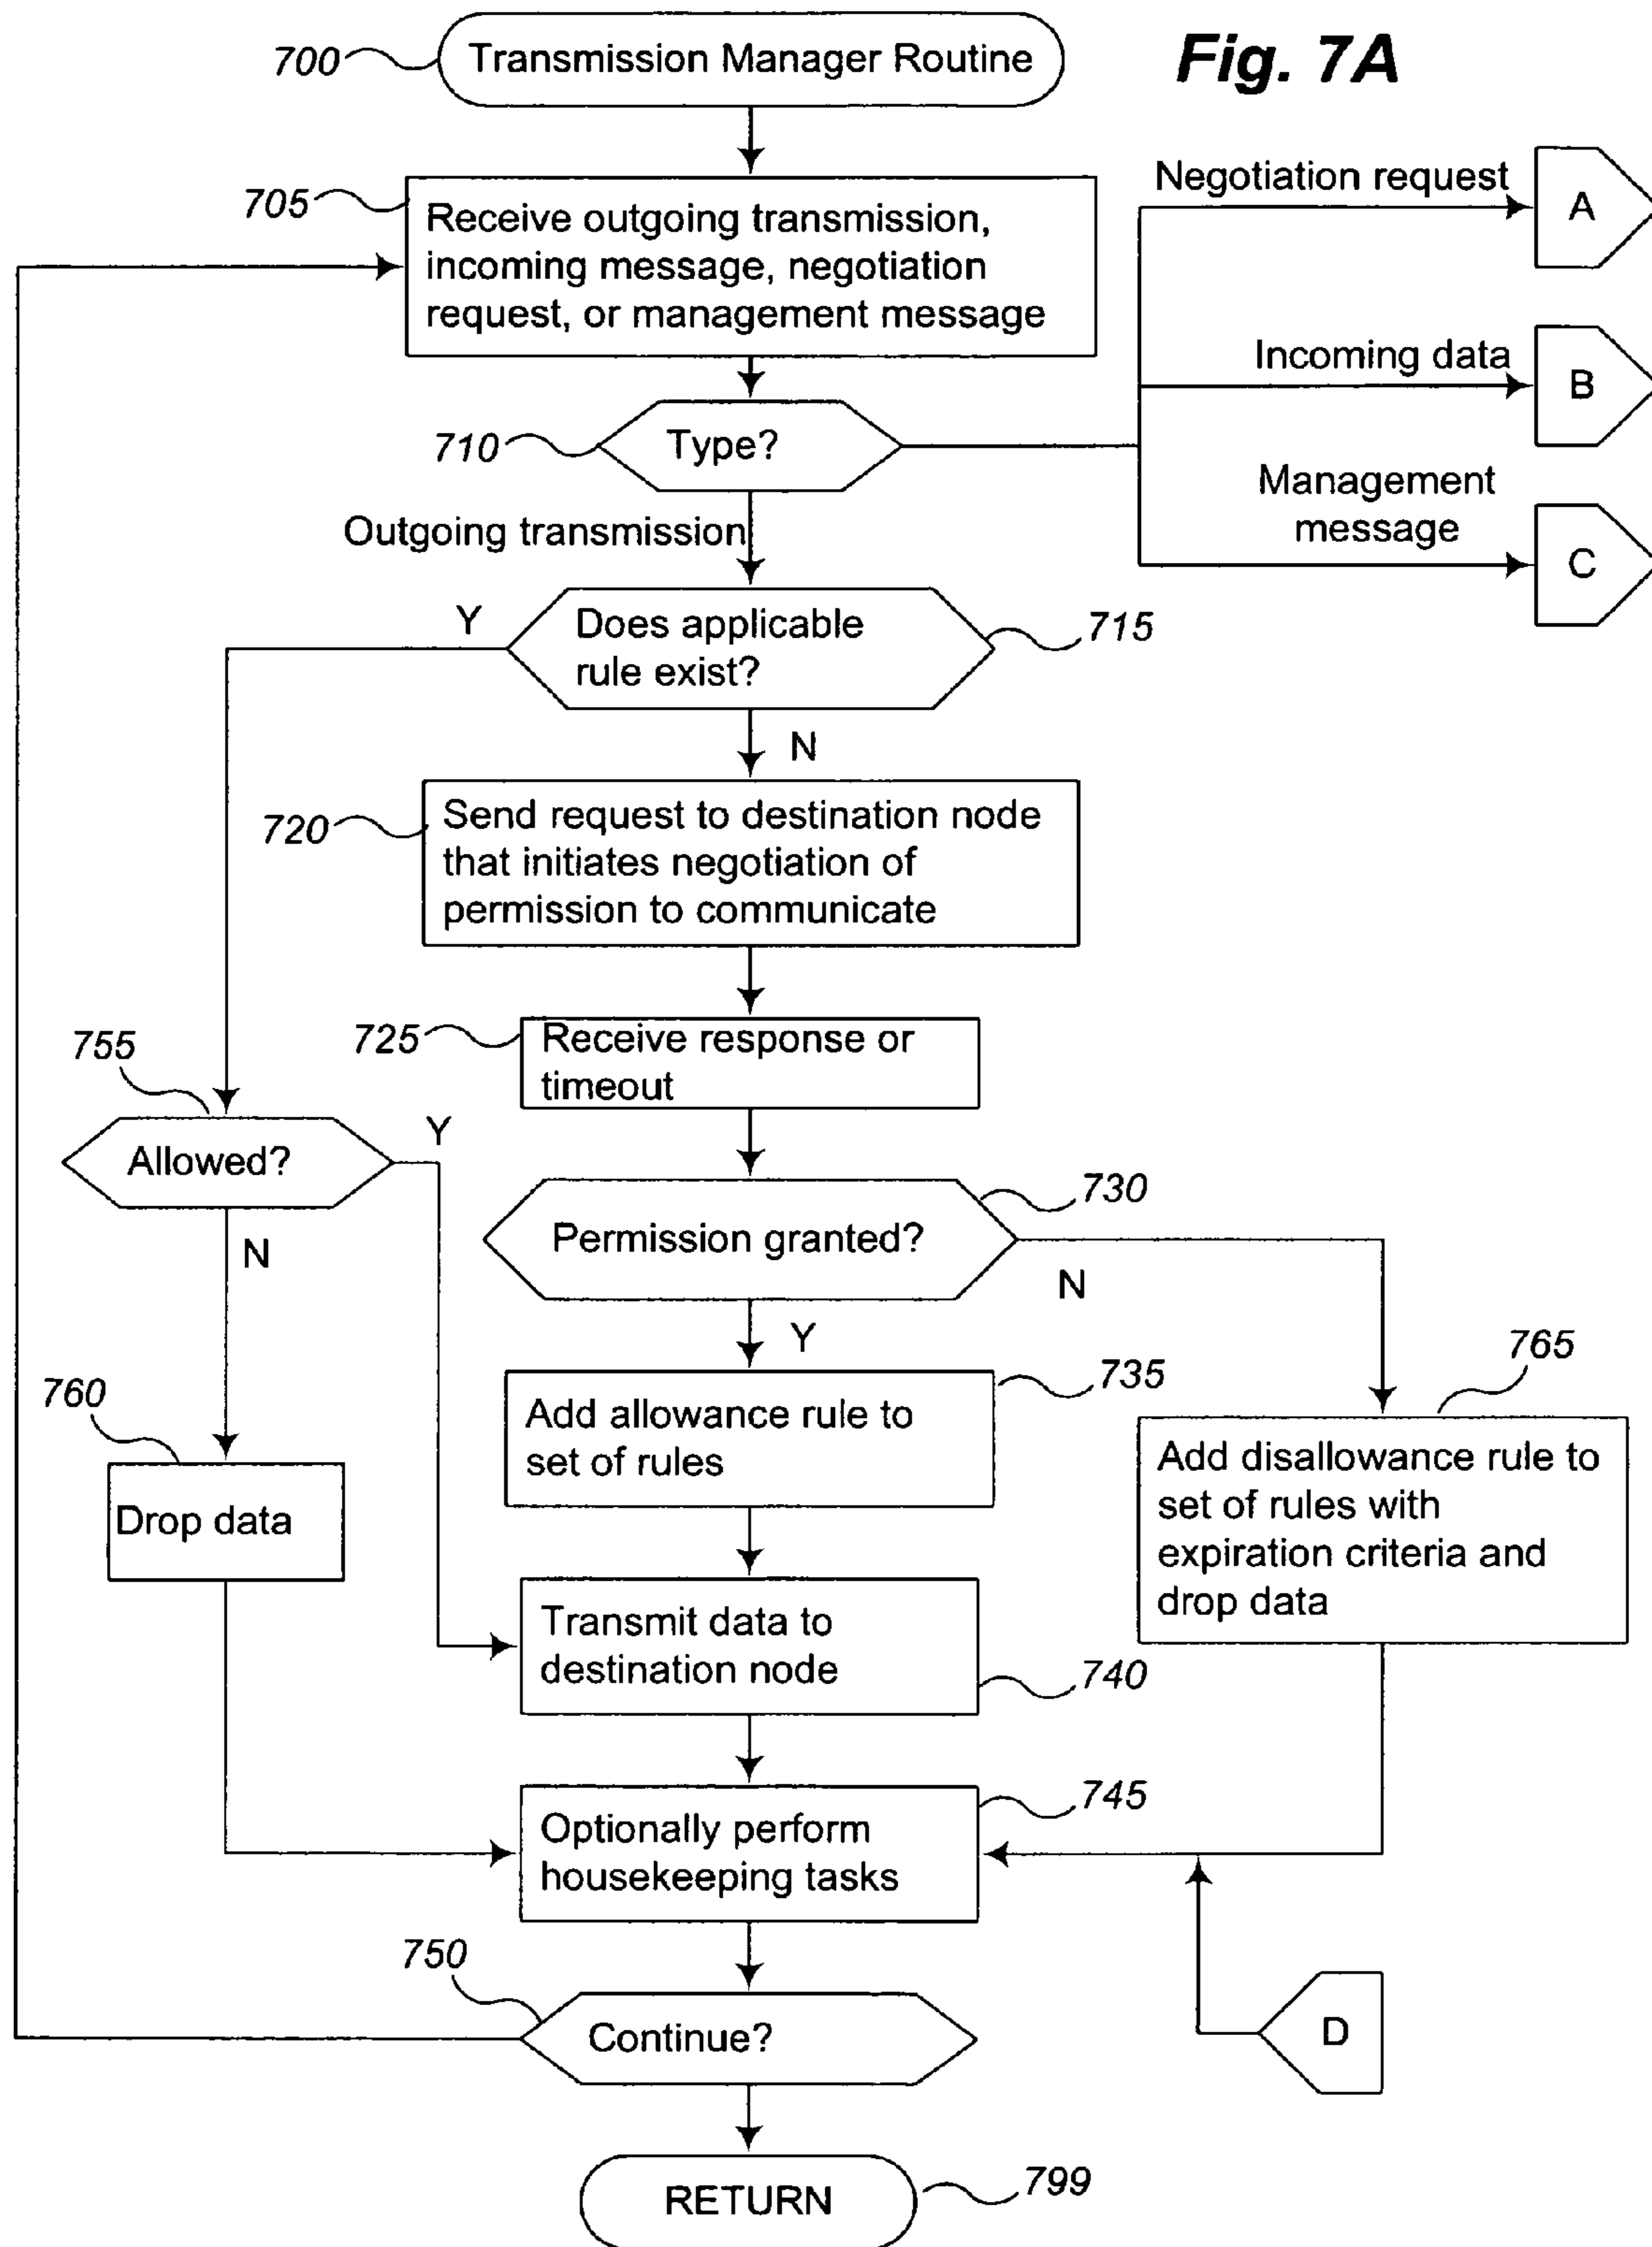 Fig. 7A
700
Transmission Manager Routine
705
Receive outgoing transmission,
incoming message, negotiation
request, or management message
Negotiation request
A
Incoming data
B
Management
message
C
710
Type?
Outgoing transmission
Y
Does applicable
rule exist?
715
N
720
Send request to destination node
that initiates negotiation of
permission to communicate
725
Receive response or
timeout
755
Allowed?
Y
N
730
Permission granted?
N
Y
735
Add allowance rule to
set of rules
765
Add disallowance rule to
set of rules with
expiration criteria and
drop data
760
Drop data
Transmit data to
destination node
740
745
Optionally perform
housekeeping tasks
750
Continue?
D
RETURN
799